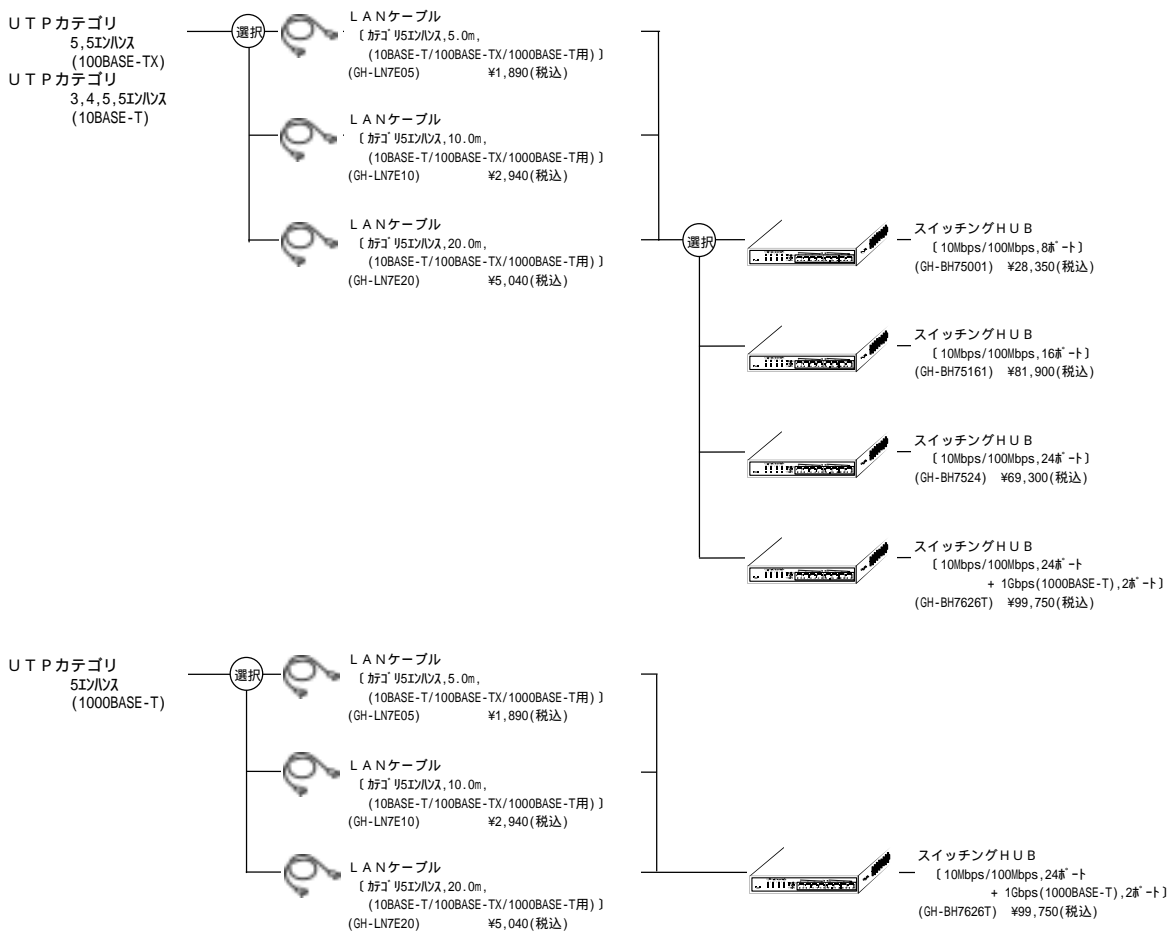 ＵＴＰカテゴリ
5,5ｴﾝﾊﾝｽ
(100BASE-TX)
ＵＴＰカテゴリ
3,4,5,5ｴﾝﾊﾝｽ
(10BASE-T)
選択
ＬＡＮケーブル
〔ｶﾃｺﾞﾘ5ｴﾝﾊﾝｽ,5.0m,
(10BASE-T/100BASE-TX/1000BASE-T用)〕
(GH-LN7E05) ¥1,890(税込)
ＬＡＮケーブル
〔ｶﾃｺﾞﾘ5ｴﾝﾊﾝｽ,10.0m,
(10BASE-T/100BASE-TX/1000BASE-T用)〕
(GH-LN7E10) ¥2,940(税込)
ＬＡＮケーブル
〔ｶﾃｺﾞﾘ5ｴﾝﾊﾝｽ,20.0m,
(10BASE-T/100BASE-TX/1000BASE-T用)〕
(GH-LN7E20) ¥5,040(税込)
選択
スイッチングＨＵＢ
〔10Mbps/100Mbps,8ﾎﾟｰﾄ〕
(GH-BH75001) ¥28,350(税込)
スイッチングＨＵＢ
〔10Mbps/100Mbps,16ﾎﾟｰﾄ〕
(GH-BH75161) ¥81,900(税込)
スイッチングＨＵＢ
〔10Mbps/100Mbps,24ﾎﾟｰﾄ〕
(GH-BH7524) ¥69,300(税込)
スイッチングＨＵＢ
〔10Mbps/100Mbps,24ﾎﾟｰﾄ
+ 1Gbps(1000BASE-T),2ﾎﾟｰﾄ〕
(GH-BH7626T) ¥99,750(税込)
ＵＴＰカテゴリ
5ｴﾝﾊﾝｽ
(1000BASE-T)
選択
ＬＡＮケーブル
〔ｶﾃｺﾞﾘ5ｴﾝﾊﾝｽ,5.0m,
(10BASE-T/100BASE-TX/1000BASE-T用)〕
(GH-LN7E05) ¥1,890(税込)
ＬＡＮケーブル
〔ｶﾃｺﾞﾘ5ｴﾝﾊﾝｽ,10.0m,
(10BASE-T/100BASE-TX/1000BASE-T用)〕
(GH-LN7E10) ¥2,940(税込)
ＬＡＮケーブル
〔ｶﾃｺﾞﾘ5ｴﾝﾊﾝｽ,20.0m,
(10BASE-T/100BASE-TX/1000BASE-T用)〕
(GH-LN7E20) ¥5,040(税込)
スイッチングＨＵＢ
〔10Mbps/100Mbps,24ﾎﾟｰﾄ
+ 1Gbps(1000BASE-T),2ﾎﾟｰﾄ〕
(GH-BH7626T) ¥99,750(税込)